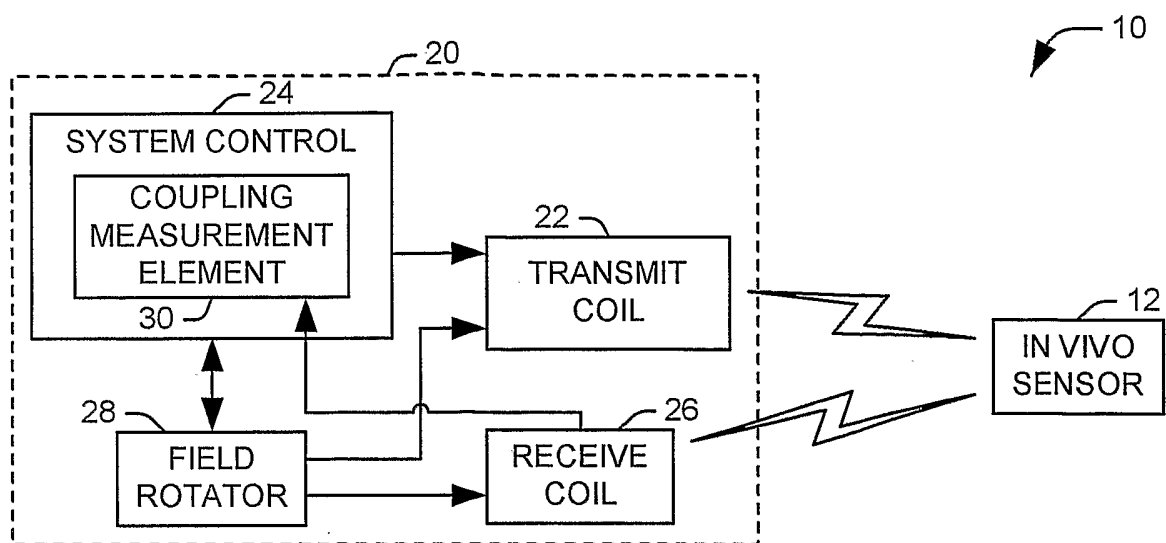 10
20
24
SYSTEM CONTROL
COUPLING
MEASUREMENT
ELEMENT
30
22
TRANSMIT
COIL
12
IN VIVO
SENSOR
28
FIELD
ROTATOR
26
RECEIVE
COIL